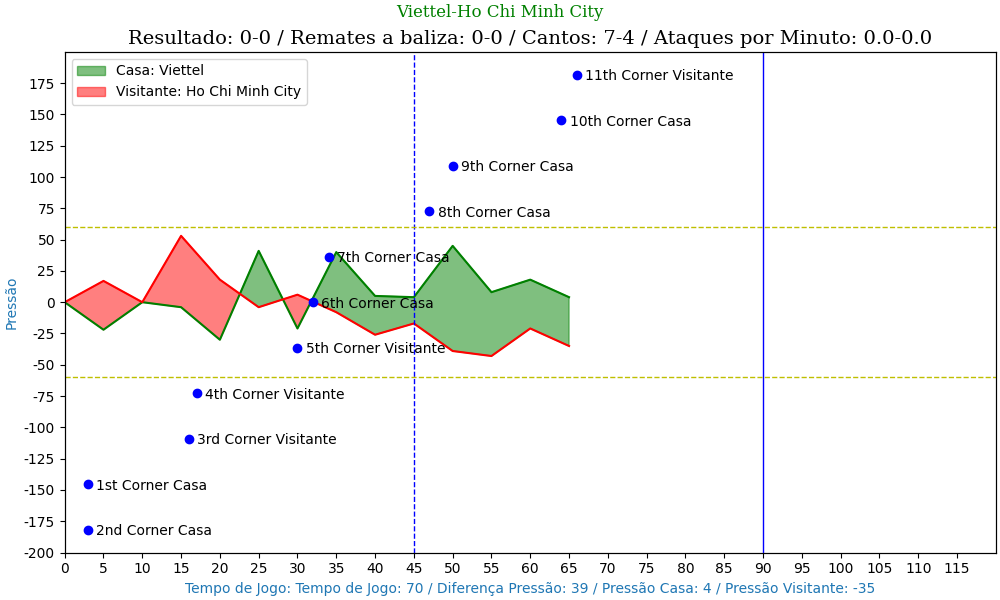 Viettel-Ho Chi Minh City
Resultado: 0-0 / Remates a baliza: 0-0 / Cantos: 7-4 / Ataques por Minuto: 0.0-0.0
Casa: Viettel
Visitante: Ho Chi Minh City
11th Corner Visitante
10th Corner Casa
9th Corner Casa
8th Corner Casa
7th Corner Casa
6th Corner Casa
5th Corner Visitante
4th Corner Visitante
3rd Corner Visitante
1st Corner Casa
2nd Corner Casa
Pressão
175
150
125
100
75
50
25
0
-25
-50
-75
-100
-125
-150
-175
-200
0 5 10 15 20 25 30 35 40 45 50 55 60 65 70 75 80 85 90 95 100 105 110 115
Tempo de Jogo: Tempo de Jogo: 70 / Diferença Pressão: 39 / Pressão Casa: 4 / Pressão Visitante: -35